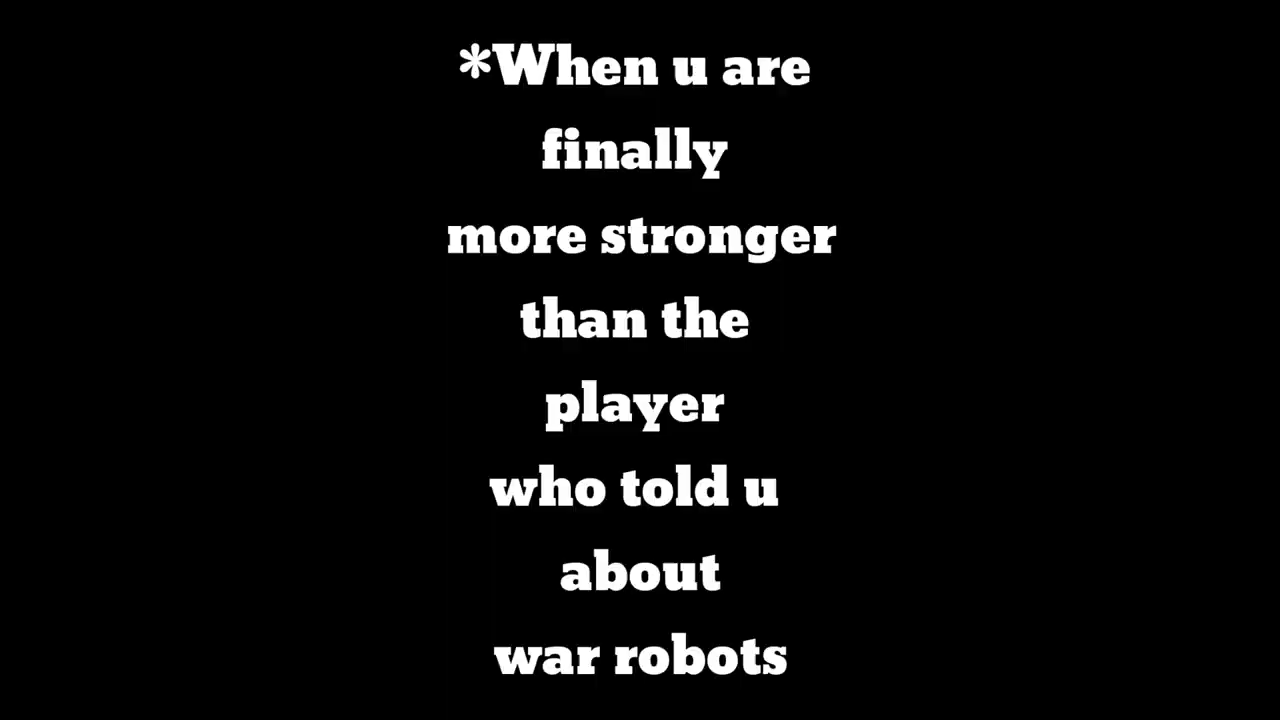 *When u are
finally
more stronger
than the
player
who told u
about
war robots